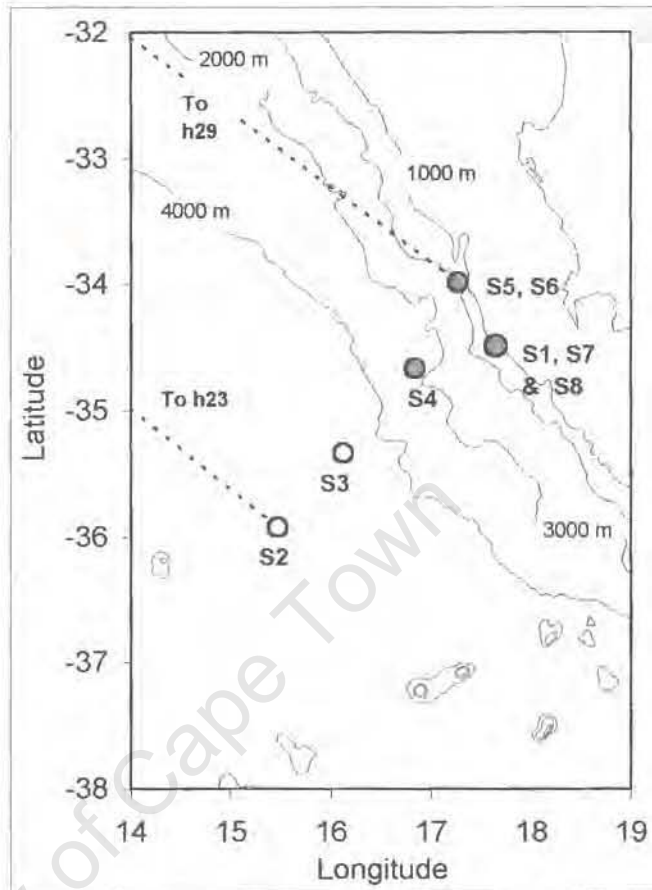 -32
2000 m
To
h29
-33
1000 m
4000 m
-34
S5, S6
S1, S7
& S8
S4
-35
To h23
Latitude
S3
-36
S2
3000 m
-37
-38
14 15 16 17 18 19
Longitude
of Cape Town